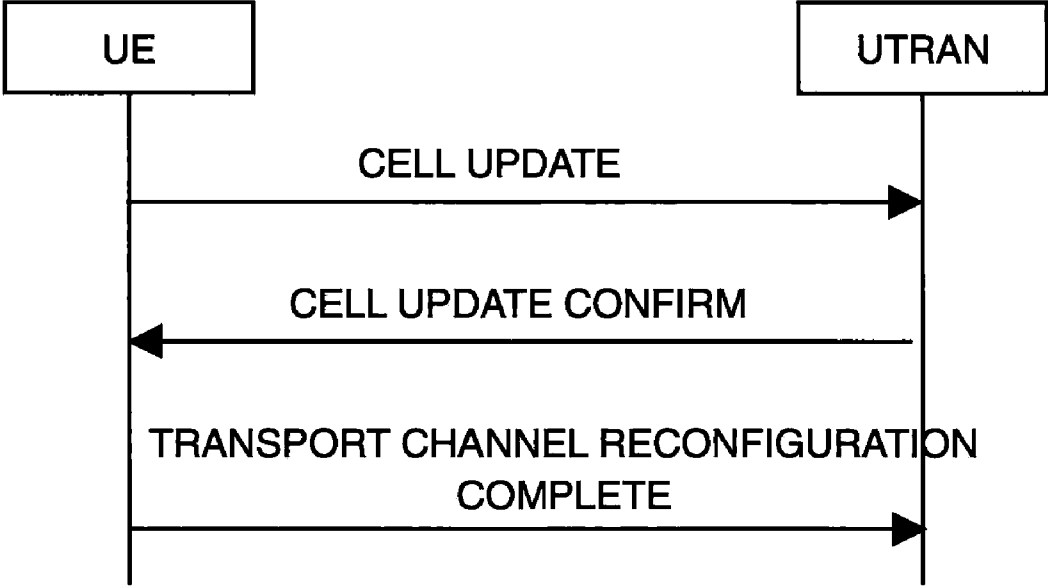 UE
UTRAN
CELL UPDATE
CELL UPDATE CONFIRM
TRANSPORT CHANNEL RECONFIGURATION
COMPLETE